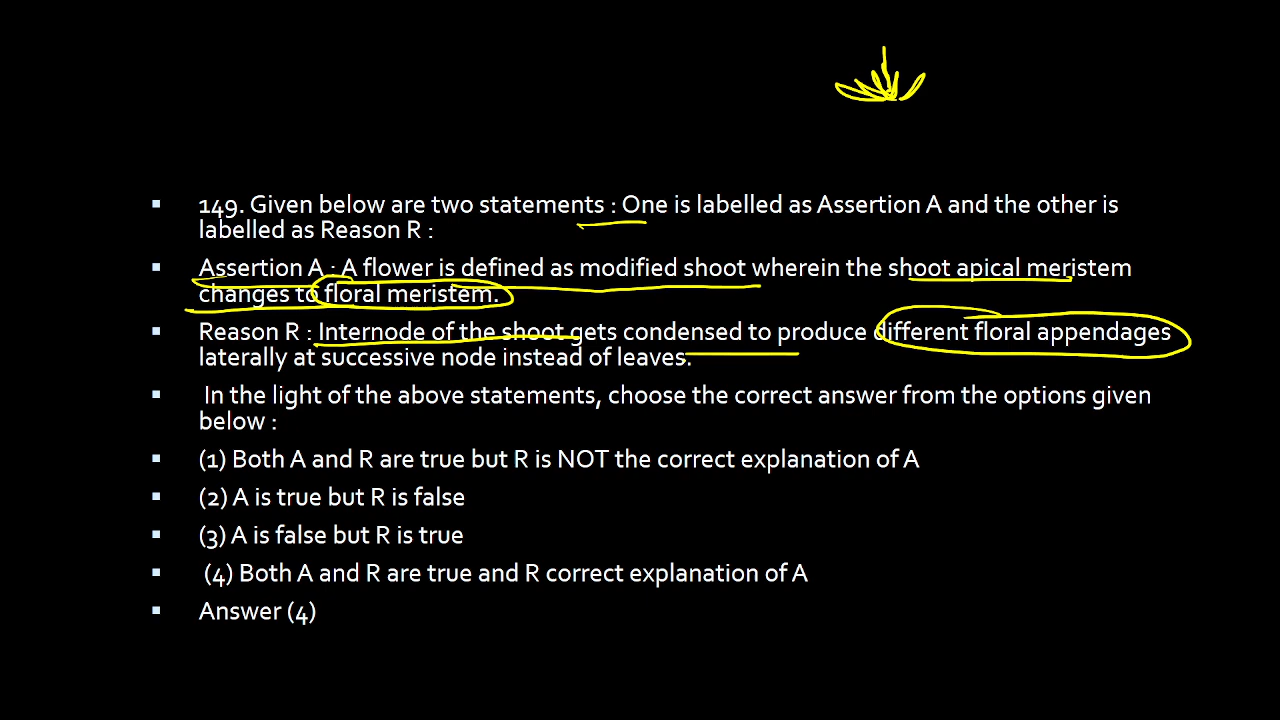 149. Given below are two statements : One is labelled as Assertion A and the other is
labelled as Reason R :
Assertion A : A flower is defined as modified shoot wherein the shoot apical meristem
changes to floral meristem.
Reason R : Internode of the shoot gets condensed to produce different floral appendages
laterally at successive node instead of leaves.
In the light of the above statements, choose the correct answer from the options given
below :
(1) Both A and R are true but R is NOT the correct explanation of A
(2) A is true but R is false
(3) A is false but R is true
(4) Both A and R are true and R correct explanation of A
Answer (4)